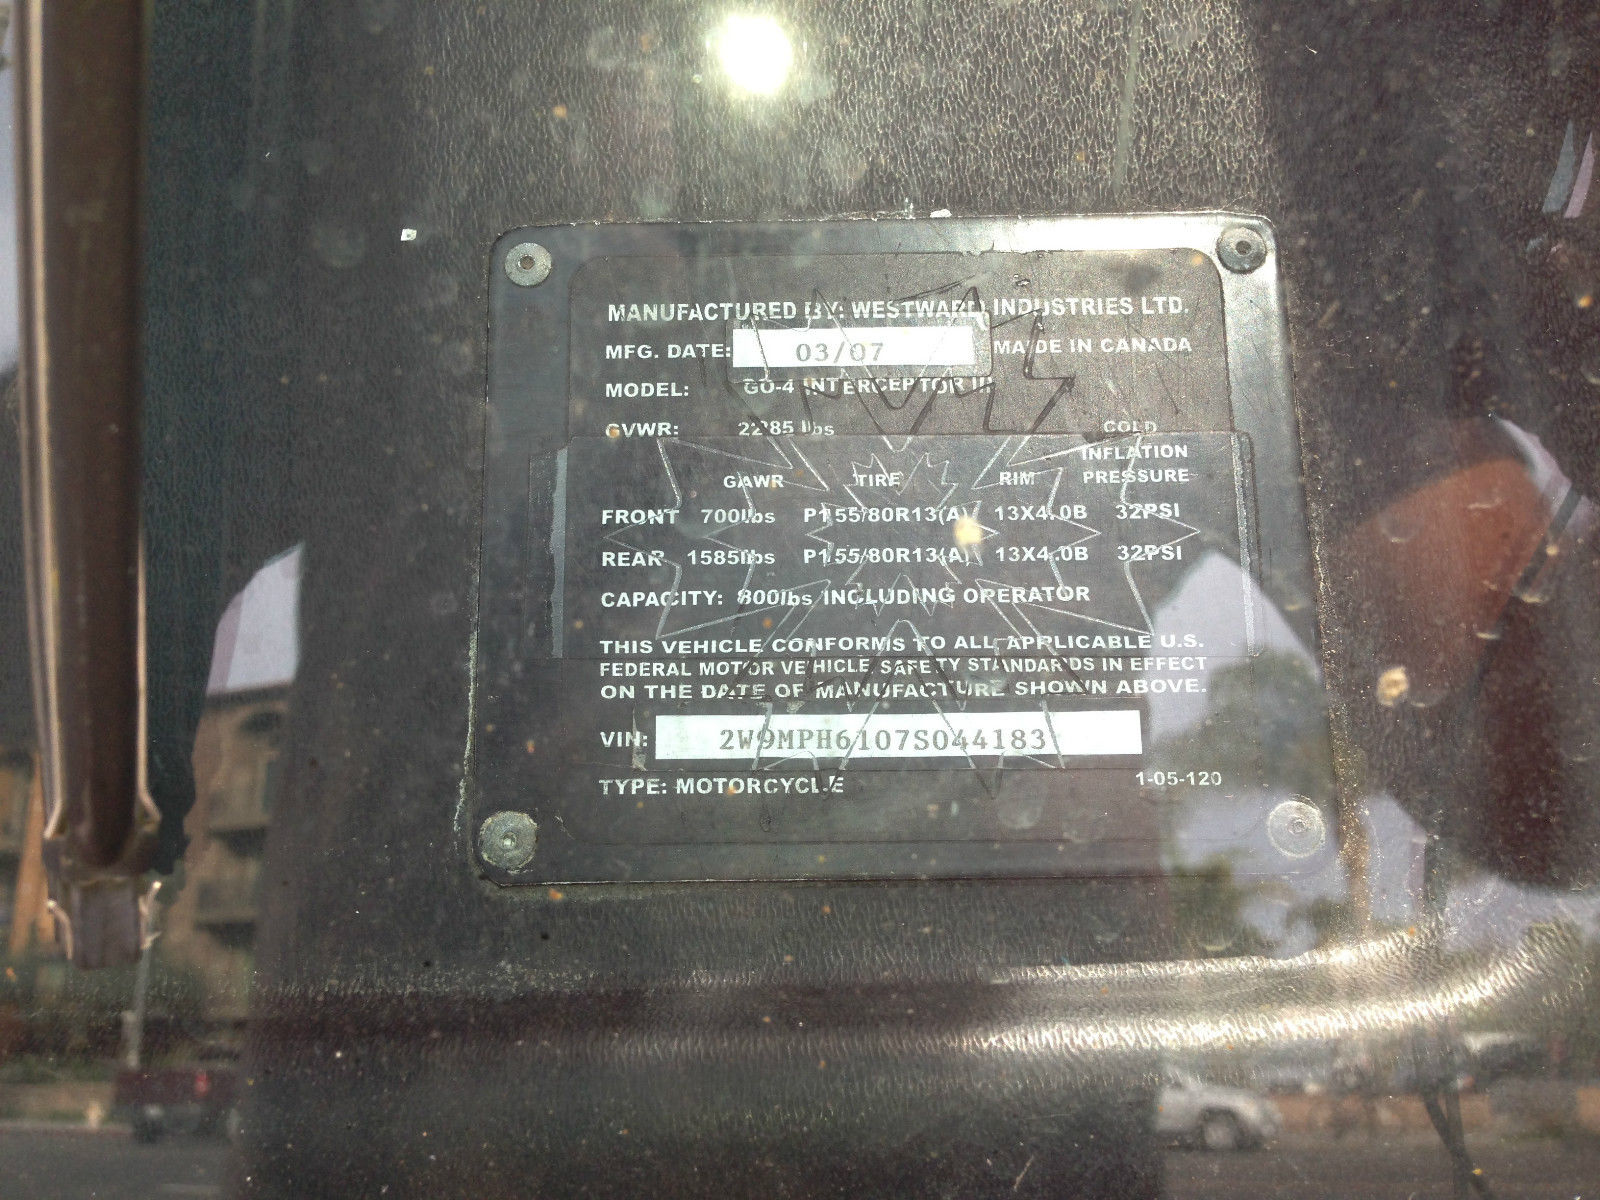 MANUFACTURED BY: WESTWARD INDUSTRIES LTD.
MFG. DATE: 03/07 MADE IN CANADA
MODEL: GO-4 INTERCEPTOR III
GVWR: 2285 lbs COLD
INFLATION
GAWR TIRE RIM PRESSURE
FRONT 700lbs P155/80R13(A) 13X4.0B 32PSI
REAR 1585lbs P155/80R13(A) 13X4.0B 32PSI
CAPACITY: 800lbs INCLUDING OPERATOR
THIS VEHICLE CONFORMS TO ALL APPLICABLE U.S.
FEDERAL MOTOR VEHICLE SAFETY STANDARDS IN EFFECT
ON THE DATE OF MANUFACTURE SHOWN ABOVE.
VIN: 2W9MPH6107S044183
TYPE: MOTORCYCLE 1-05-120